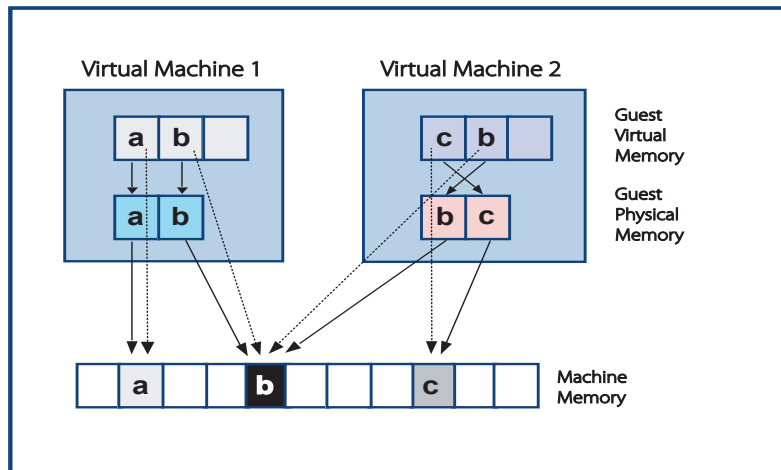 Virtual Machine 1
Virtual Machine 2
a b
c b
Guest
Virtual
Memory
a b
b c
Guest
Physical
Memory
a b c
Machine
Memory